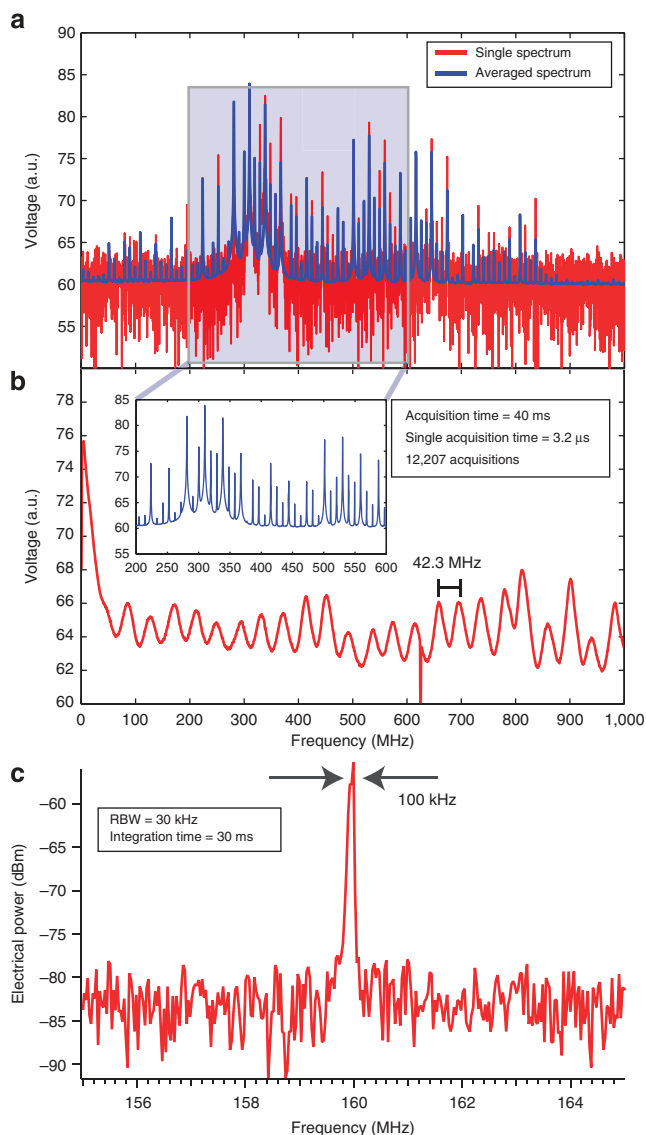 a
90
85
80
75
70
65
60
55
Voltage (a.u.)
Single spectrum
Averaged spectrum
b
78
76
74
72
70
68
66
64
62
60
Voltage (a.u.)
85
80
75
70
65
60
55
200 250 300 350 400 450 500 550 600
Acquisition time = 40 ms
Single acquisition time = 3.2 μs
12,207 acquisitions
42.3 MHz
0 100 200 300 400 500 600 700 800 900 1,000
Frequency (MHz)
c
−60
−65
−70
−75
−80
−85
−90
Electrical power (dBm)
RBW = 30 kHz
Integration time = 30 ms
100 kHz
156 158 160 162 164
Frequency (MHz)